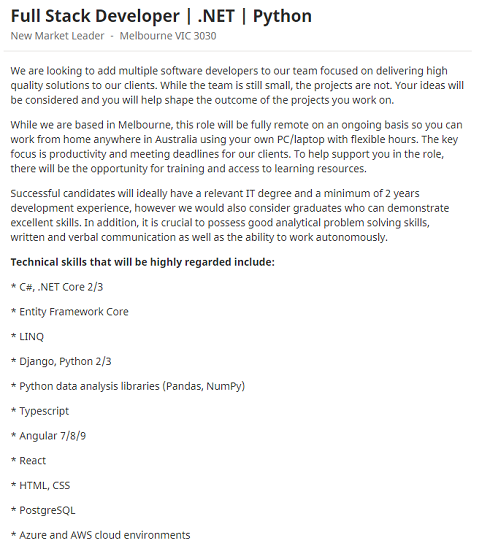 Full Stack Developer | .NET | Python
New Market Leader - Melbourne VIC 3030
We are looking to add multiple software developers to our team focused on delivering high
quality solutions to our clients. While the team is still small, the projects are not. Your ideas will
be considered and you will help shape the outcome of the projects you work on.
While we are based in Melbourne, this role will be fully remote on an ongoing basis so you can
work from home anywhere in Australia using your own PC/laptop with flexible hours. The key
focus is productivity and meeting deadlines for our clients. To help support you in the role,
there will be the opportunity for training and access to learning resources.
Successful candidates will ideally have a relevant IT degree and a minimum of 2 years
development experience, however we would also consider graduates who can demonstrate
excellent skills. In addition, it is crucial to possess good analytical problem solving skills,
written and verbal communication as well as the ability to work autonomously.
Technical skills that will be highly regarded include:
* C#, .NET Core 2/3
* Entity Framework Core
* LINQ
* Django, Python 2/3
* Python data analysis libraries (Pandas, NumPy)
* Typescript
* Angular 7/8/9
* React
* HTML, CSS
* PostgreSQL
* Azure and AWS cloud environments